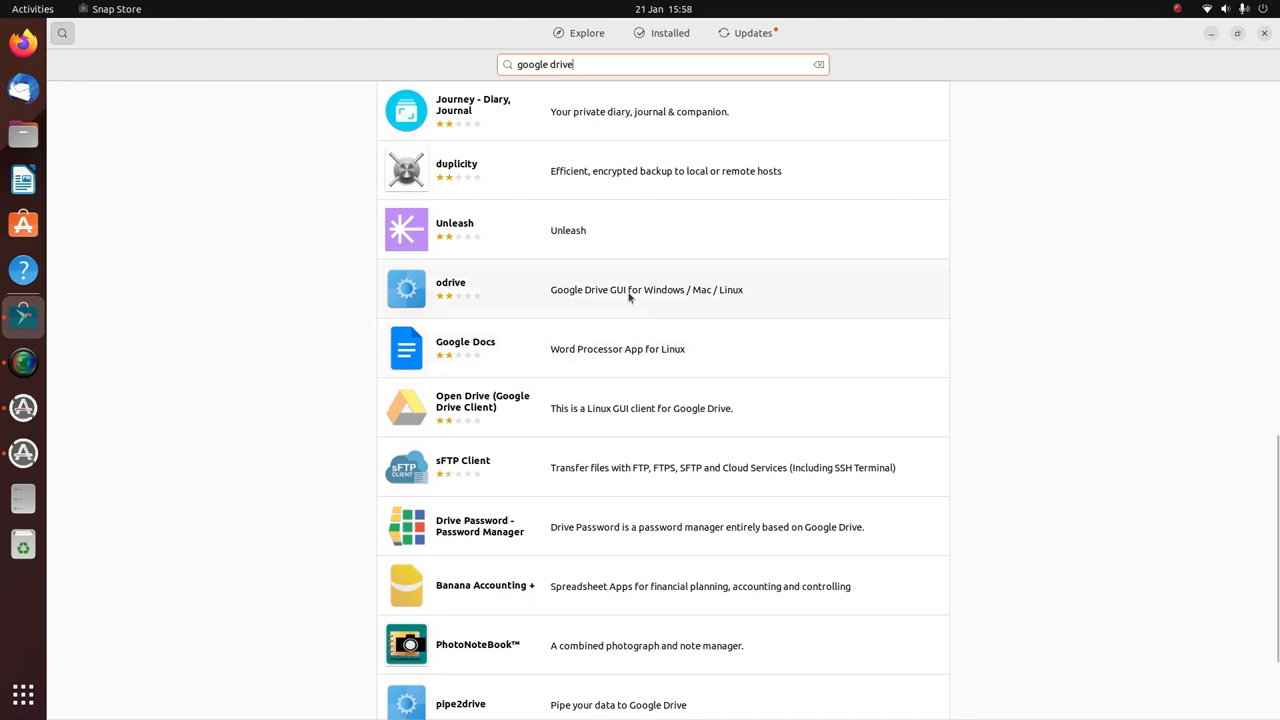 Activities
Snap Store
21 Jan 15:58
Explore
Installed
Updates
google drive
Journey - Diary,
Journal
Your private diary, journal & companion.
duplicity
Efficient, encrypted backup to local or remote hosts
Unleash
Unleash
odrive
Google Drive GUI for Windows / Mac / Linux
Google Docs
Word Processor App for Linux
Open Drive (Google
Drive Client)
This is a Linux GUI client for Google Drive.
sFTP
CLIENT
sFTP Client
Transfer files with FTP, FTPS, SFTP and Cloud Services (Including SSH Terminal)
Drive Password -
Password Manager
Drive Password is a password manager entirely based on Google Drive.
Banana Accounting +
Spreadsheet Apps for financial planning, accounting and controlling
PhotoNoteBook™
A combined photograph and note manager.
pipe2drive
Pipe your data to Google Drive